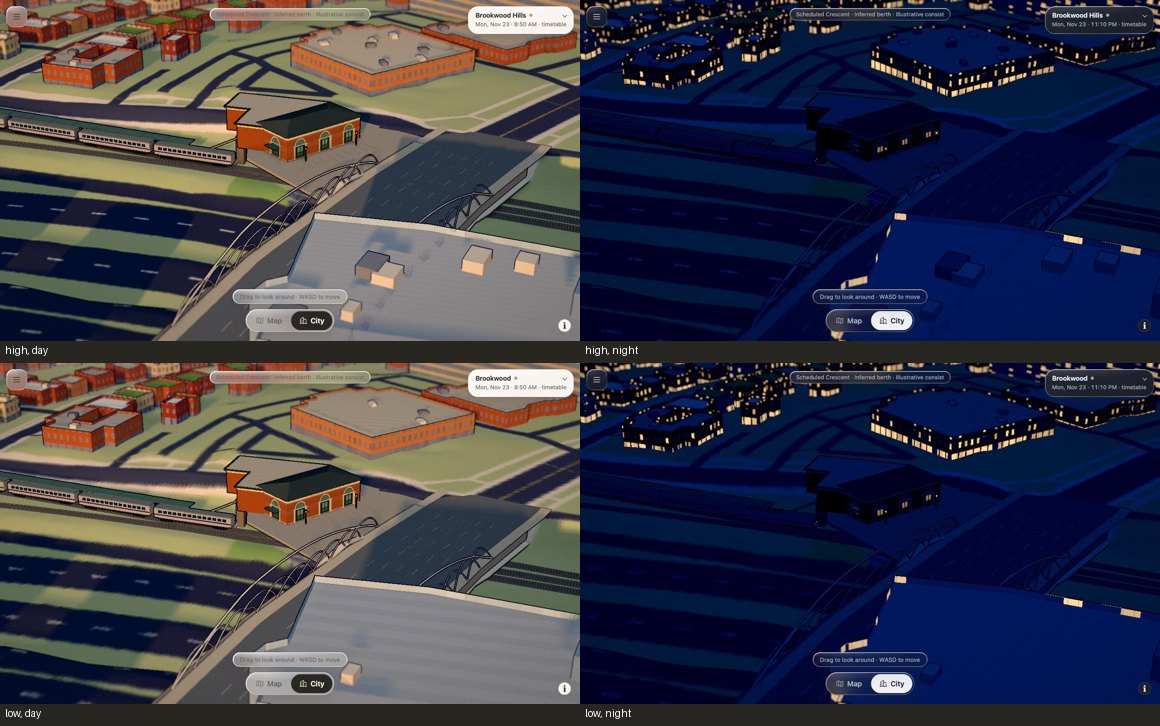 Scheduled Crescent · Inferred berth · Illustrative consist
Brookwood Hills
Mon, Nov 23 · 8:50 AM · timetable
Drag to look around · WASD to move
Map
City
i
high, day
Scheduled Crescent · Inferred berth · Illustrative consist
Brookwood Hills
Mon, Nov 23 · 11:10 PM · timetable
Drag to look around · WASD to move
Map
City
i
high, night
Scheduled Crescent · Inferred berth · Illustrative consist
Brookwood
Mon, Nov 23 · 8:50 AM · timetable
Drag to look around · WASD to move
Map
City
i
low, day
Scheduled Crescent · Inferred berth · Illustrative consist
Brookwood
Mon, Nov 23 · 11:10 PM · timetable
Drag to look around · WASD to move
Map
City
i
low, night